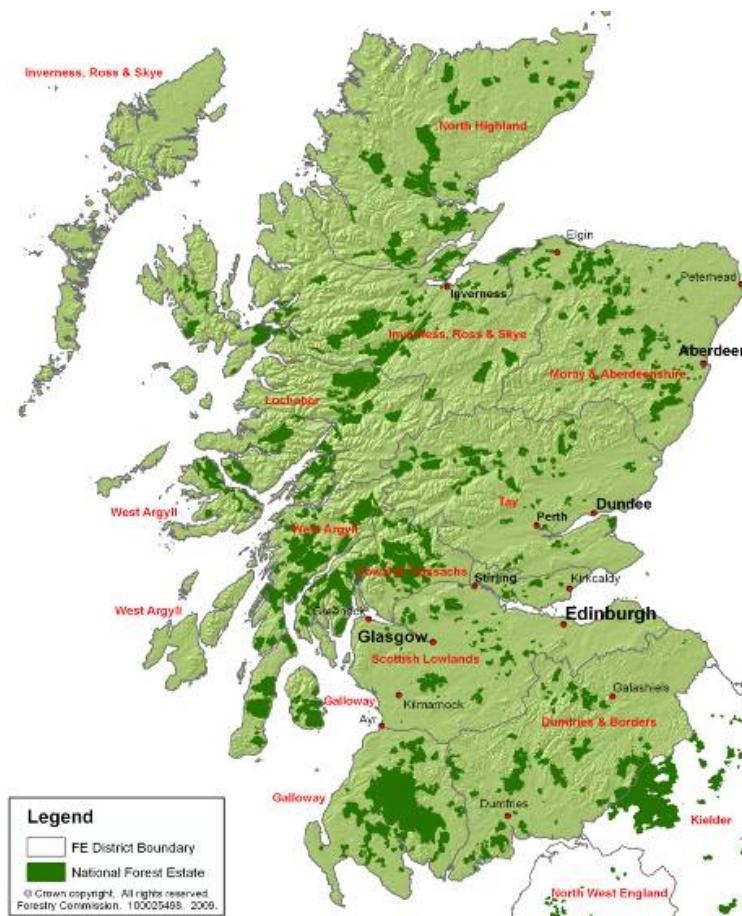 Inverness, Ross & Skye
North Highland
Elgin
Peterhead
Inverness
Inverness, Ross & Skye
Aberdeen
Moray & Aberdeenshire
Lochaber
West Argyll
Tay
Dundee
Perth
West Argyll
Cowal & Trossachs
Stirling
Kirkcaldy
West Argyll
Greenock
Edinburgh
Glasgow
Scottish Lowlands
Galloway
Kilmarnock
Galashiels
Ayr
Dumfries & Borders
Galloway
Dumfries
Kielder
North West England
Legend
FE District Boundary
National Forest Estate
© Crown copyright. All rights reserved.
Forestry Commission. 100025498. 2009.